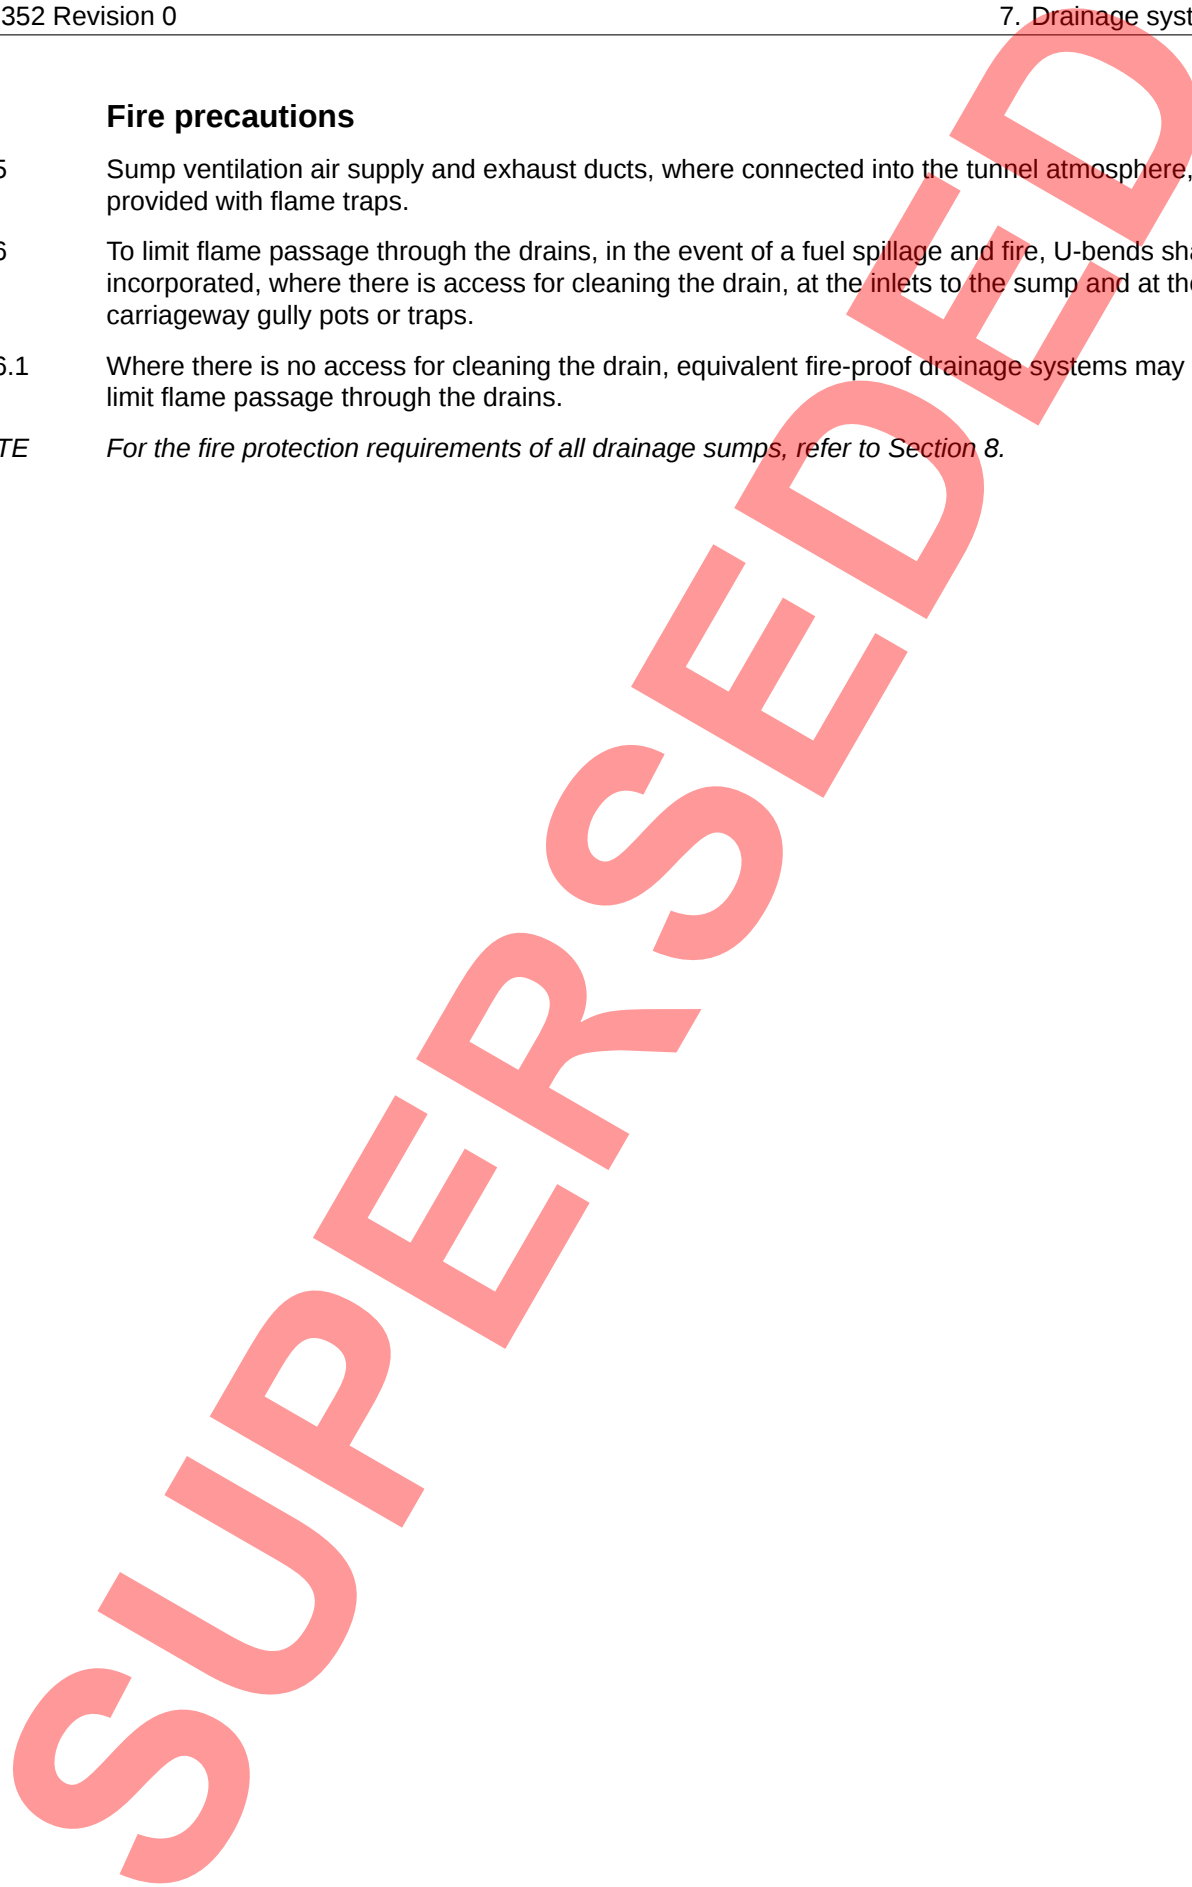 352 Revision 0 7. Drainage syst
Fire precautions
5 Sump ventilation air supply and exhaust ducts, where connected into the tunnel atmosphere,
provided with flame traps.
6 To limit flame passage through the drains, in the event of a fuel spillage and fire, U-bends sha
incorporated, where there is access for cleaning the drain, at the inlets to the sump and at the
carriageway gully pots or traps.
6.1 Where there is no access for cleaning the drain, equivalent fire-proof drainage systems may
limit flame passage through the drains.
TE For the fire protection requirements of all drainage sumps, refer to Section 8.
SUPERSEDED